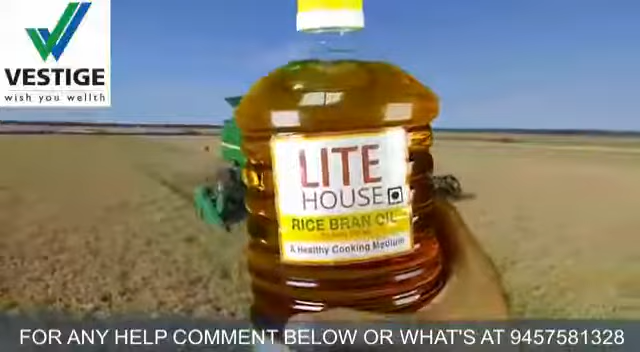 VESTIGE
wish you wellth
LITE
HOUSE
RICE BRAN OIL
A Healthy Cooking Medium
FOR ANY HELP COMMENT BELOW OR WHAT'S AT 9457581328